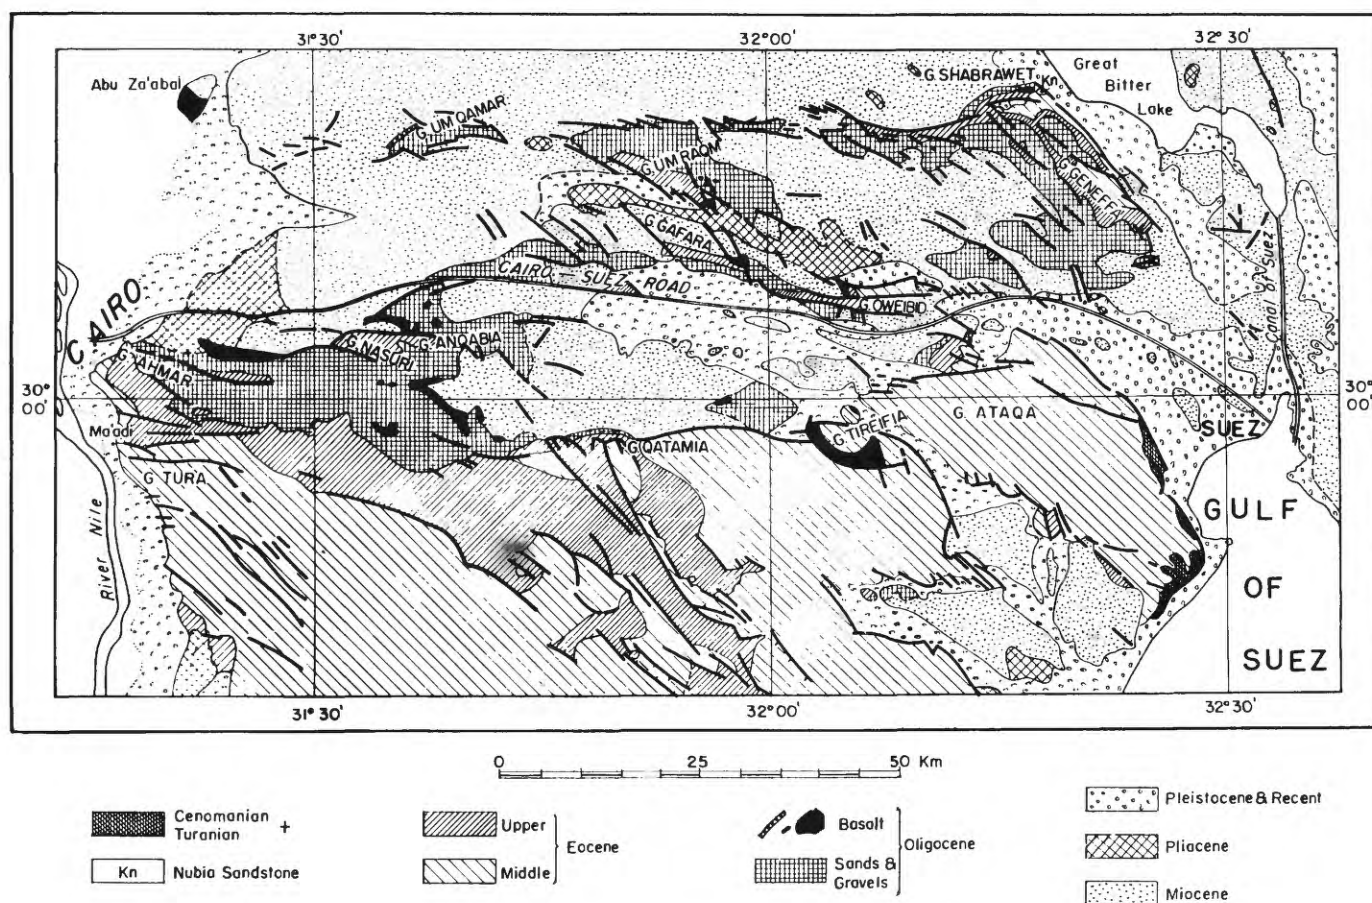 31°30'
32°00'
32°30'
Abu Za'abal
G. SHABRAWET
Kn
Great
Bitter
Lake
G. UM QAMAR
G. UM RAQM
G. GENEFFA
G. GAFARA
CAIRO – SUEZ ROAD
Canal of Suez
CAIRO
G. OWEIBID
G. NASURI
G. ANQABIA
G. AHMAR
30°
00'
30°
00'
G. ATAQA
SUEZ
Ma'adi
G. TIREIFIA
G. QATAMIA
G. TURA
River Nile
GULF
OF
SUEZ
31°30'
32°00'
32°30'
0 25 50 Km
Cenomanian
Turanian +
Kn Nubia Sandstone
Upper
Middle
Eocene
Basalt
Sands &
Gravels
Oligocene
Pleistocene & Recent
Pliacene
Miocene